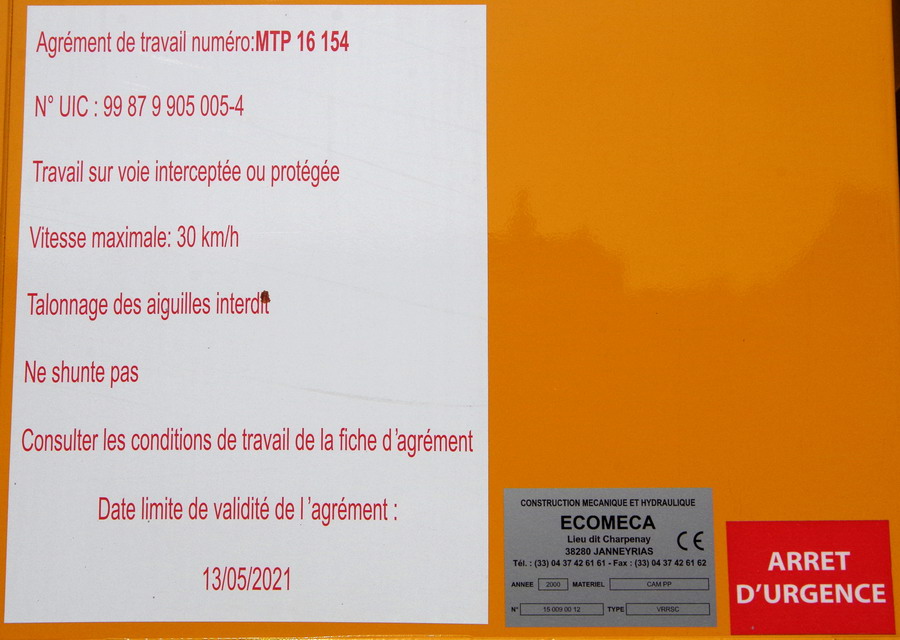 Agrément de travail numéro:MTP 16 154
N° UIC : 99 87 9 905 005-4
Travail sur voie interceptée ou protégée
Vitesse maximale: 30 km/h
Talonnage des aiguilles interdit
Ne shunte pas
Consulter les conditions de travail de la fiche d'agrément
Date limite de validité de l'agrément :
13/05/2021
CONSTRUCTION MECANIQUE ET HYDRAULIQUE
ECOMECA
Lieu dit Charpenay
38280 JANNEYRIAS
CE
Tél. : (33) 04 37 42 61 61 - Fax : (33) 04 37 42 61 62
ANNEE 2000 MATERIEL CAM PP
N° 15 009 00 12 TYPE VRRSC
ARRET
D'URGENCE